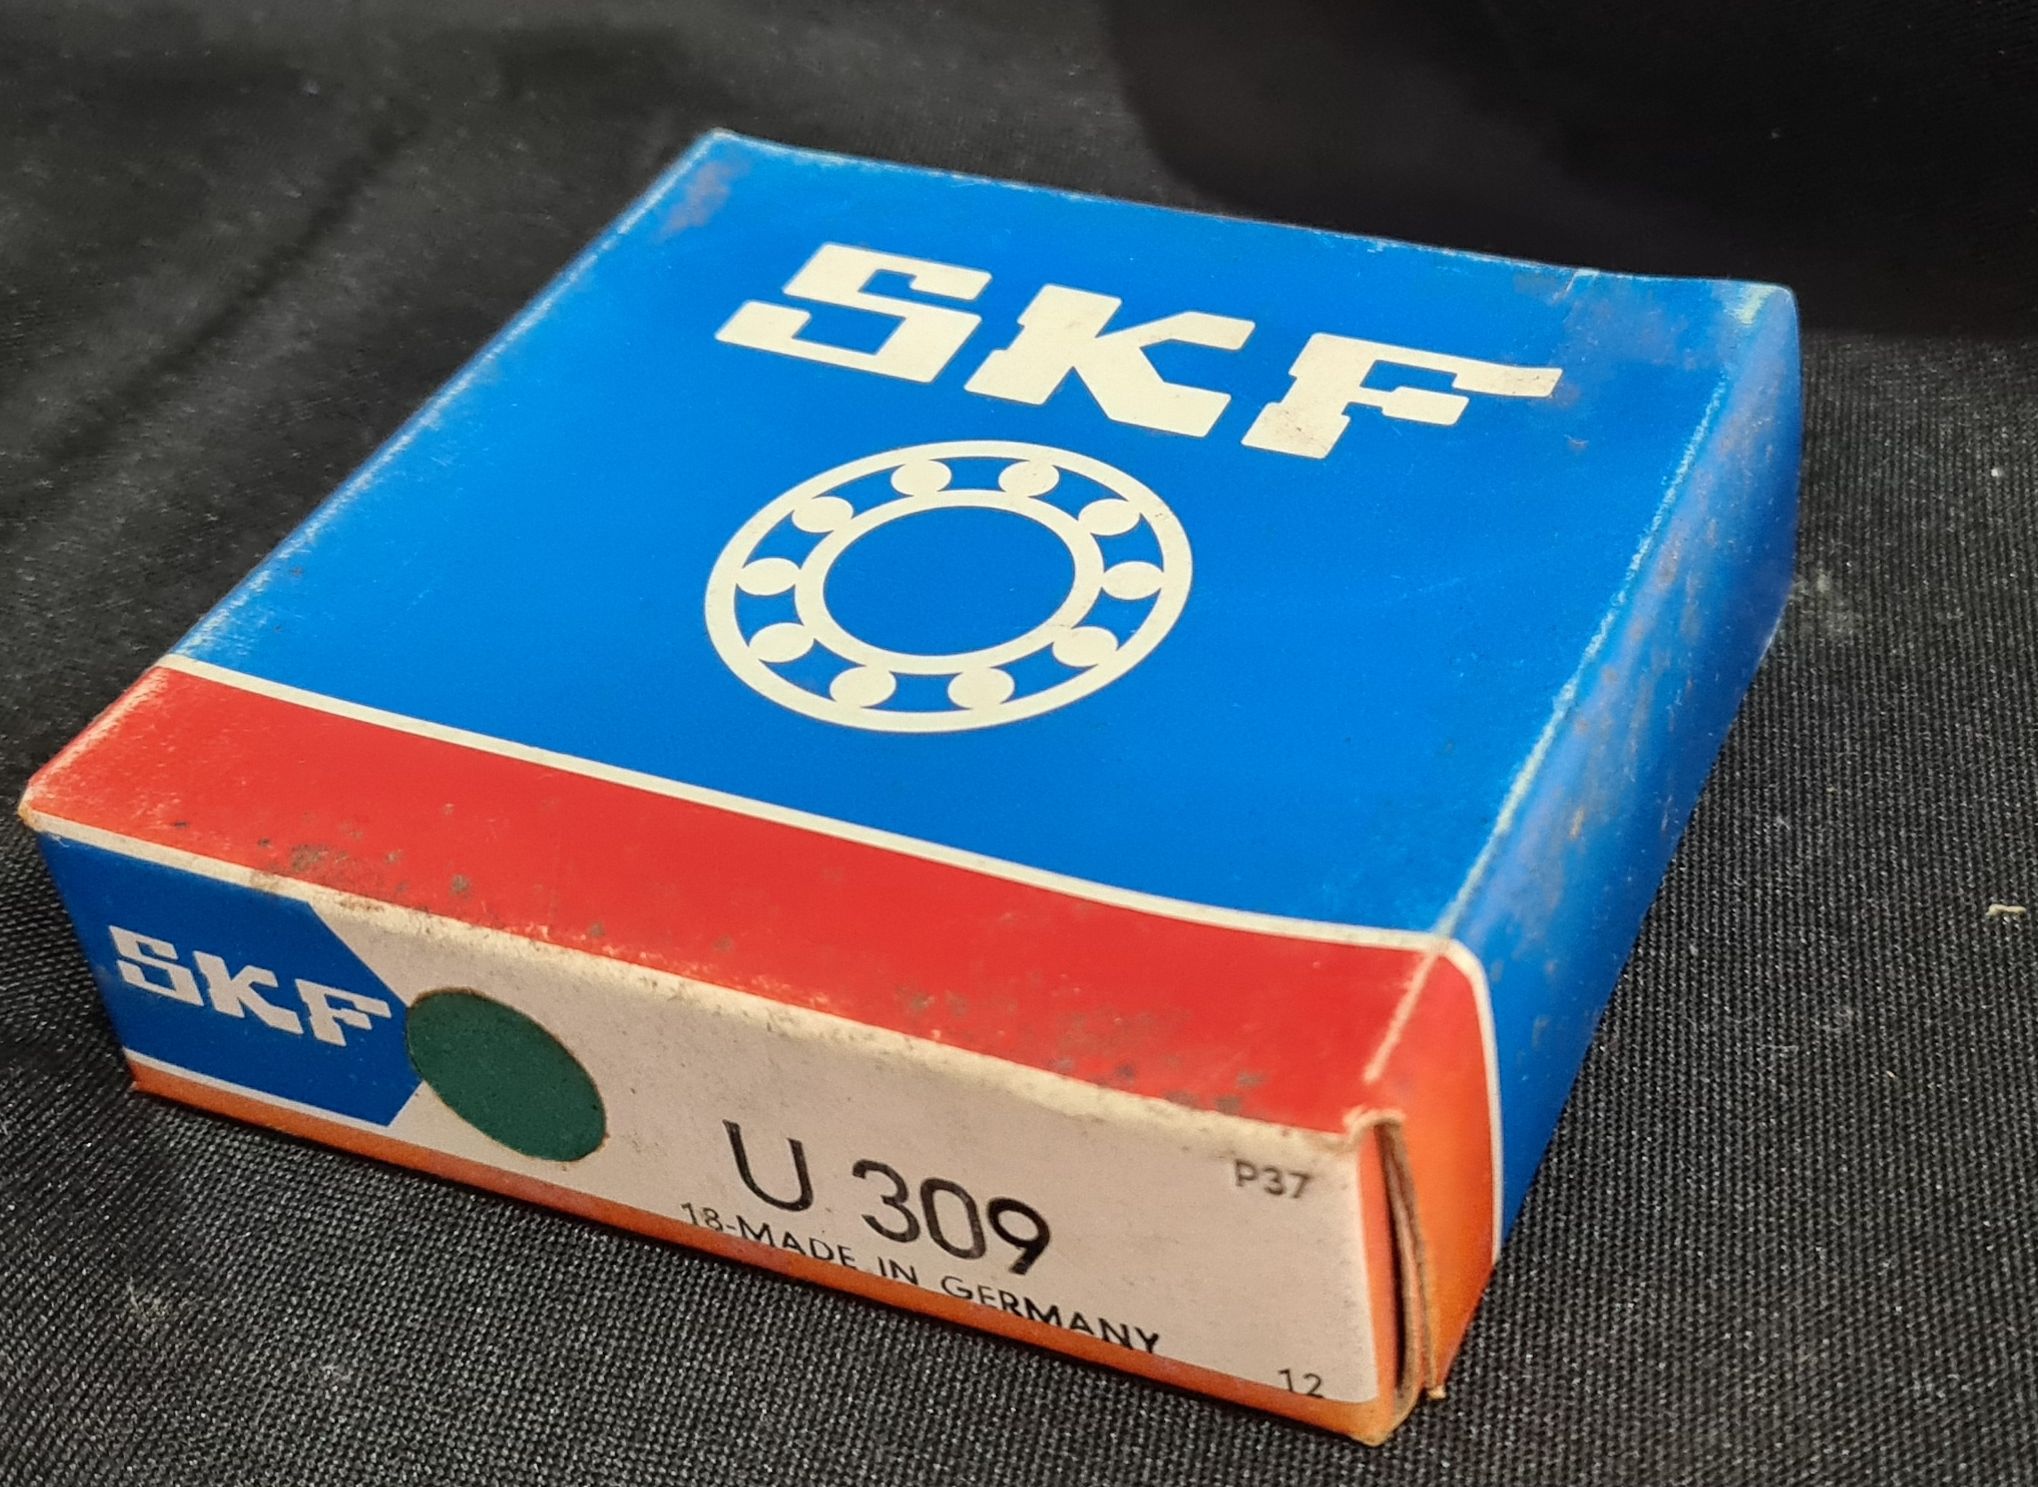 SKF
SKF
U 309
P37
18-MADE IN GERMANY
12